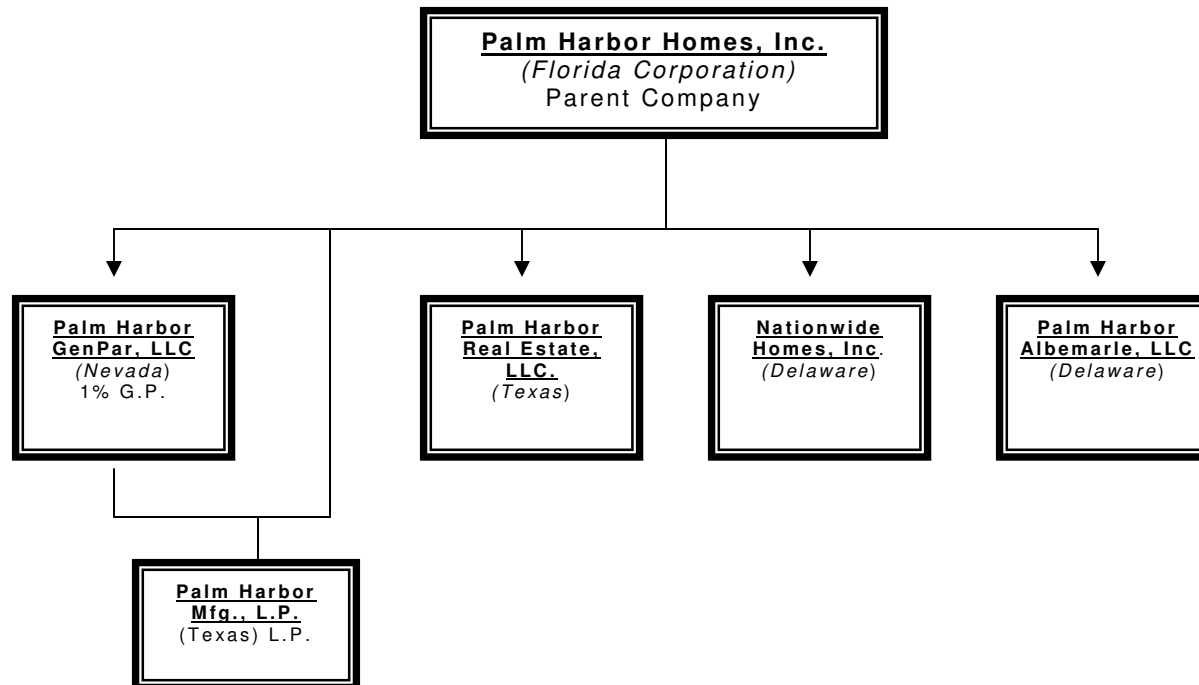 Palm Harbor Homes, Inc.
(Florida Corporation)
Parent Company
Palm Harbor
GenPar, LLC
(Nevada)
1% G.P.
Palm Harbor
Real Estate,
LLC.
(Texas)
Nationwide
Homes, Inc.
(Delaware)
Palm Harbor
Albemarle, LLC
(Delaware)
Palm Harbor
Mfg., L.P.
(Texas) L.P.